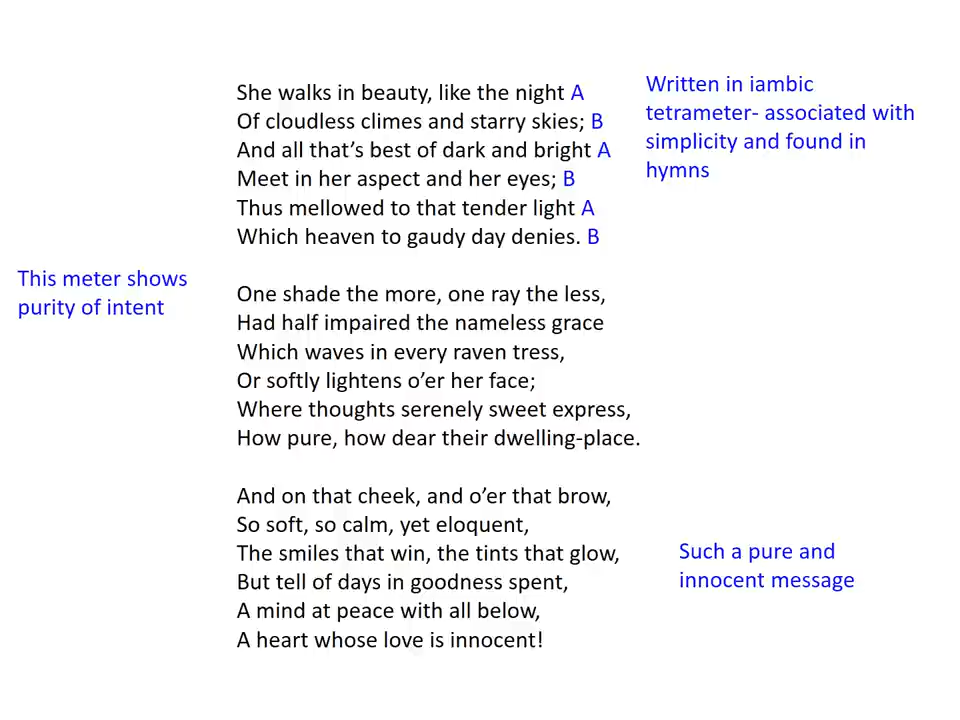 She walks in beauty, like the night A
Of cloudless climes and starry skies; B
And all that’s best of dark and bright A
Meet in her aspect and her eyes; B
Thus mellowed to that tender light A
Which heaven to gaudy day denies. B
Written in iambic
tetrameter- associated with
simplicity and found in
hymns
This meter shows
purity of intent
One shade the more, one ray the less,
Had half impaired the nameless grace
Which waves in every raven tress,
Or softly lightens o’er her face;
Where thoughts serenely sweet express,
How pure, how dear their dwelling-place.
And on that cheek, and o’er that brow,
So soft, so calm, yet eloquent,
The smiles that win, the tints that glow,
But tell of days in goodness spent,
A mind at peace with all below,
A heart whose love is innocent!
Such a pure and
innocent message